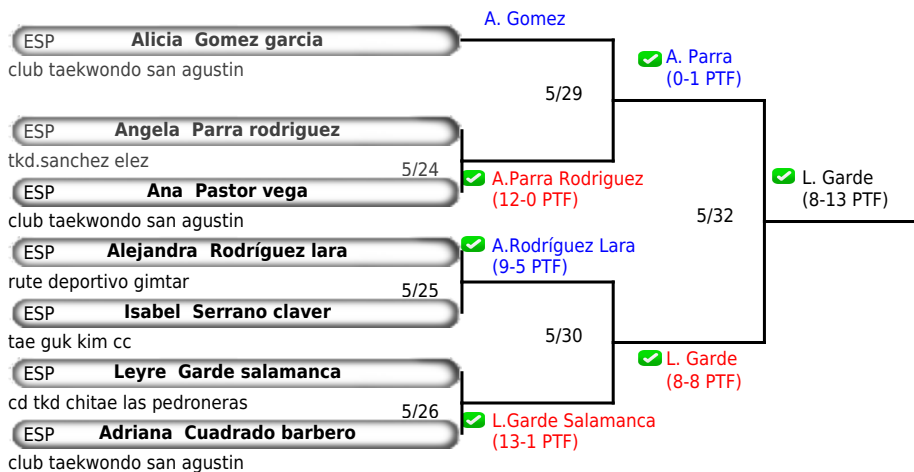 A. Gomez
ESP Alicia Gomez garcia
club taekwondo san agustin
A. Parra
(0-1 PTF)
5/29
ESP Angela Parra rodriguez
tkd.sanchez elez
5/24
A.Parra Rodriguez
(12-0 PTF)
ESP Ana Pastor vega
club taekwondo san agustin
L. Garde
(8-13 PTF)
5/32
ESP Alejandra Rodríguez lara
A.Rodríguez Lara
(9-5 PTF)
rute deportivo gimtar
5/25
ESP Isabel Serrano claver
tae guk kim cc
5/30
ESP Leyre Garde salamanca
L. Garde
(8-8 PTF)
cd tkd chitae las pedroneras
5/26
L.Garde Salamanca
(13-1 PTF)
ESP Adriana Cuadrado barbero
club taekwondo san agustin